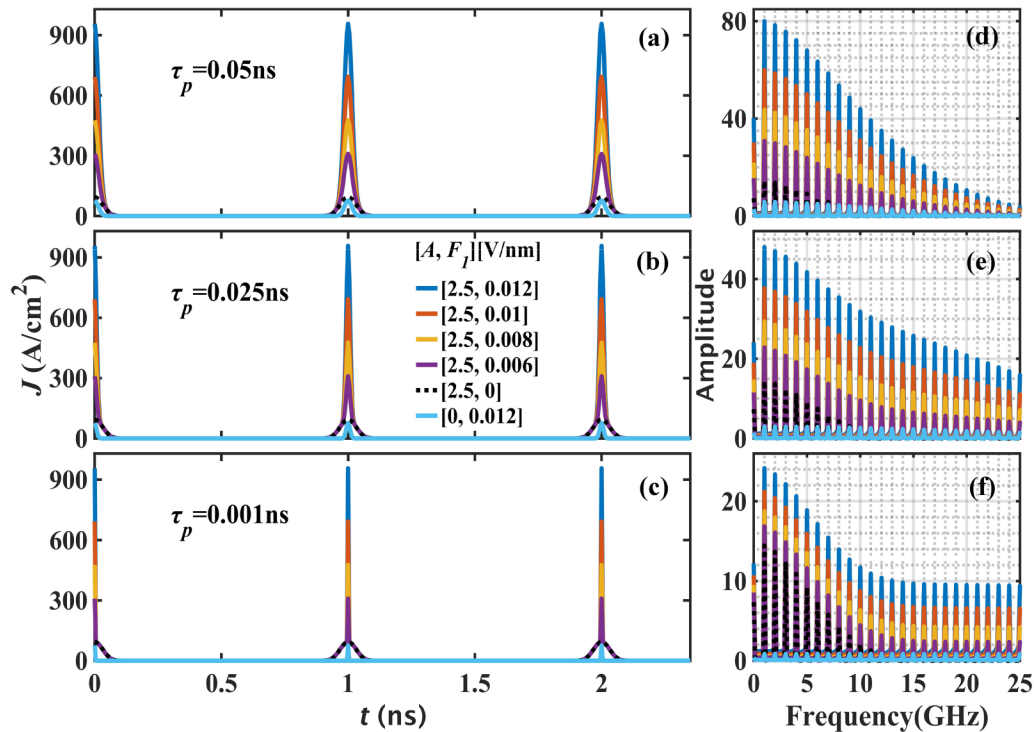 900
600
300
0
τp=0.05ns
(a)
80
40
0
(d)
900
600
300
0
τp=0.025ns
[A, F1][V/nm]
(b)
[2.5, 0.012]
[2.5, 0.01]
[2.5, 0.008]
[2.5, 0.006]
[2.5, 0]
[0, 0.012]
J (A/cm2)
40
20
0
(e)
Amplitude
900
600
300
0
τp=0.001ns
(c)
20
10
0
(f)
0 0.5 1 1.5 2
t (ns)
0 5 10 15 20 25
Frequency(GHz)